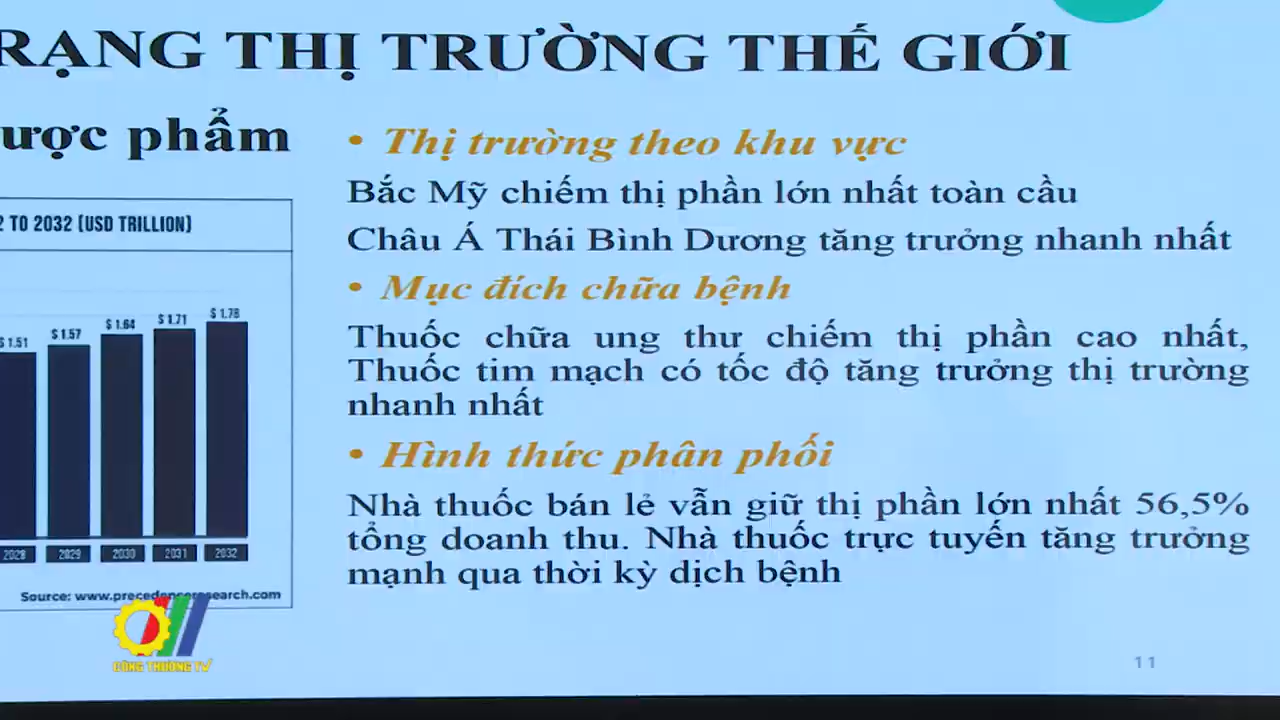 RẠNG THỊ TRƯỜNG THẾ GIỚI
ược phẩm
2 TO 2032 (USD TRILLION)
$ 1.51
$ 1.57
$ 1.64
$ 1.71
$ 1.78
2028
2029
2030
2031
2032
Source: www.precedenceresearch.com
• Thị trường theo khu vực
Bắc Mỹ chiếm thị phần lớn nhất toàn cầu
Châu Á Thái Bình Dương tăng trưởng nhanh nhất
• Mục đích chữa bệnh
Thuốc chữa ung thư chiếm thị phần cao nhất,
Thuốc tim mạch có tốc độ tăng trưởng thị trường
nhanh nhất
• Hình thức phân phối
Nhà thuốc bán lẻ vẫn giữ thị phần lớn nhất 56,5%
tổng doanh thu. Nhà thuốc trực tuyến tăng trưởng
mạnh qua thời kỳ dịch bệnh
CÔNG THƯƠNG TV
11